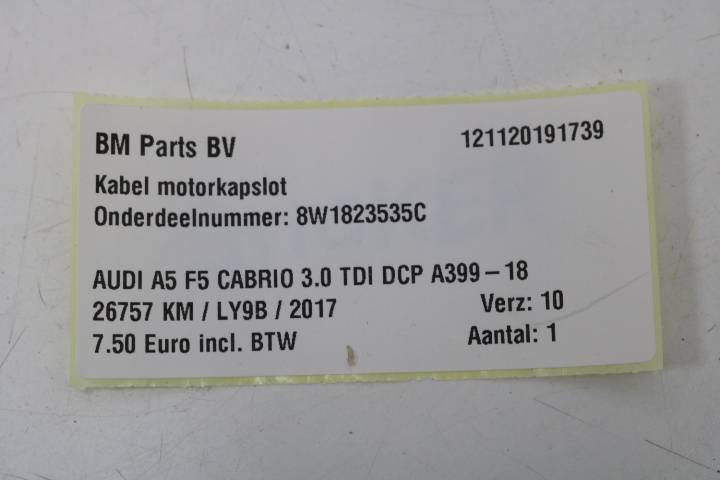 BM Parts BV 121120191739
Kabel motorkapslot
Onderdeelnummer: 8W1823535C
AUDI A5 F5 CABRIO 3.0 TDI DCP A399-18
26757 KM / LY9B / 2017 Verz: 10
7.50 Euro incl. BTW Aantal: 1